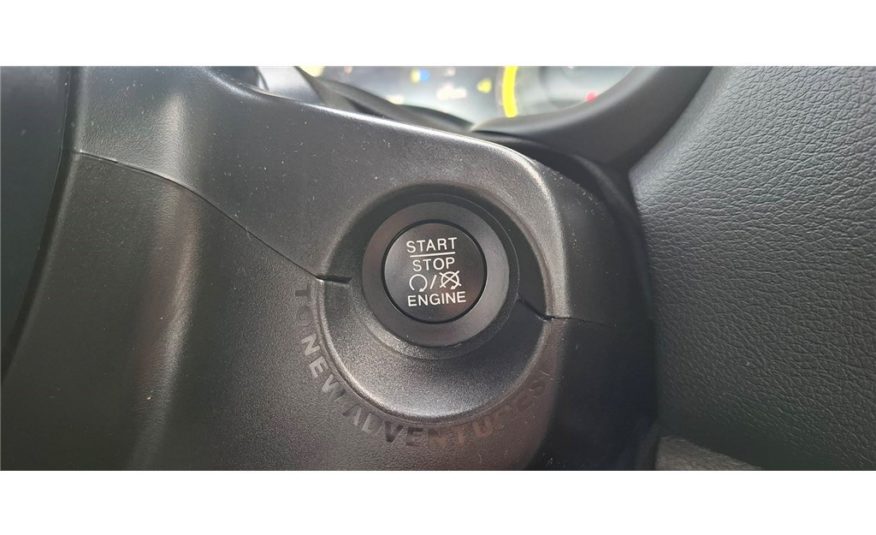 START
STOP
ENGINE
TO NEW ADVENTURES!